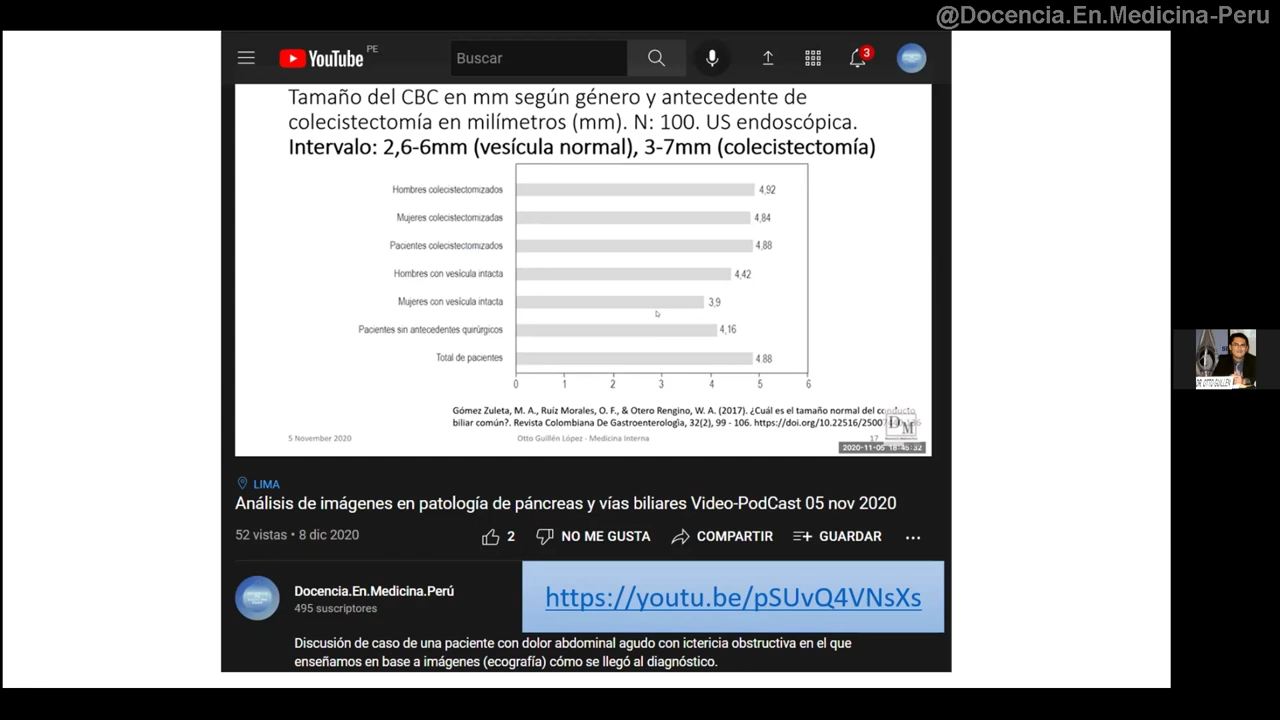 @Docencia.En.Medicina-Peru
YouTube PE
Buscar
3
Tamaño del CBC en mm según género y antecedente de
colecistectomía en milímetros (mm). N: 100. US endoscópica.
Intervalo: 2,6-6mm (vesícula normal), 3-7mm (colecistectomía)
Hombres colecistectomizados 4,92
Mujeres colecistectomizadas 4,84
Pacientes colecistectomizados 4,88
Hombres con vesícula intacta 4,42
Mujeres con vesícula intacta 3,9
Pacientes sin antecedentes quirúrgicos 4,16
Total de pacientes 4.88
0 1 2 3 4 5 6
Gómez Zuleta, M. A., Ruíz Morales, O. F., & Otero Rengino, W. A. (2017). ¿Cuál es el tamaño normal del conducto
biliar común?. Revista Colombiana De Gastroenterología, 32(2), 99 - 106. https://doi.org/10.22516/2500
DM
5 November 2020 Otto Guillén López - Medicina Interna 17
2020-11-05
LIMA
Análisis de imágenes en patología de páncreas y vías biliares Video-PodCast 05 nov 2020
52 vistas • 8 dic 2020 2 NO ME GUSTA COMPARTIR GUARDAR ...
Docencia.En.Medicina.Perú
495 suscriptores
https://youtu.be/pSUvQ4VNsXs
Discusión de caso de una paciente con dolor abdominal agudo con ictericia obstructiva en el que
enseñamos en base a imágenes (ecografía) cómo se llegó al diagnóstico.
DR. OTTO GUILLEN